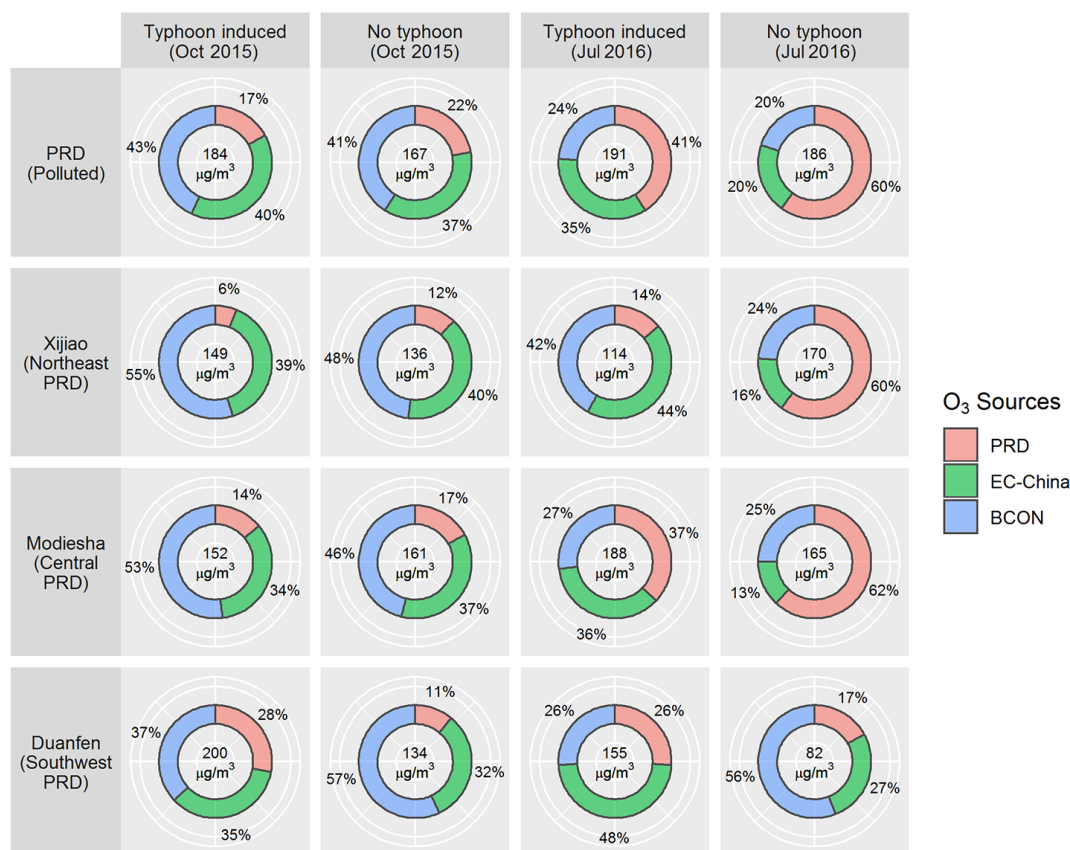 Typhoon induced
(Oct 2015)
No typhoon
(Oct 2015)
Typhoon induced
(Jul 2016)
No typhoon
(Jul 2016)
PRD
(Polluted)
17%
43%
184
μg/m³
40%
22%
41%
167
μg/m³
37%
24%
41%
191
μg/m³
35%
20%
186
μg/m³
20%
60%
Xijiao
(Northeast
PRD)
6%
149
μg/m³
39%
55%
12%
48%
136
μg/m³
40%
14%
42%
114
μg/m³
44%
24%
170
μg/m³
16%
60%
Modiesha
(Central
PRD)
14%
53%
152
μg/m³
34%
17%
46%
161
μg/m³
37%
27%
37%
188
μg/m³
36%
25%
165
μg/m³
13%
62%
Duanfen
(Southwest
PRD)
28%
37%
200
μg/m³
35%
11%
134
μg/m³
32%
57%
26%
26%
155
μg/m³
48%
17%
82
μg/m³
56%
27%
O₃ Sources
PRD
EC-China
BCON